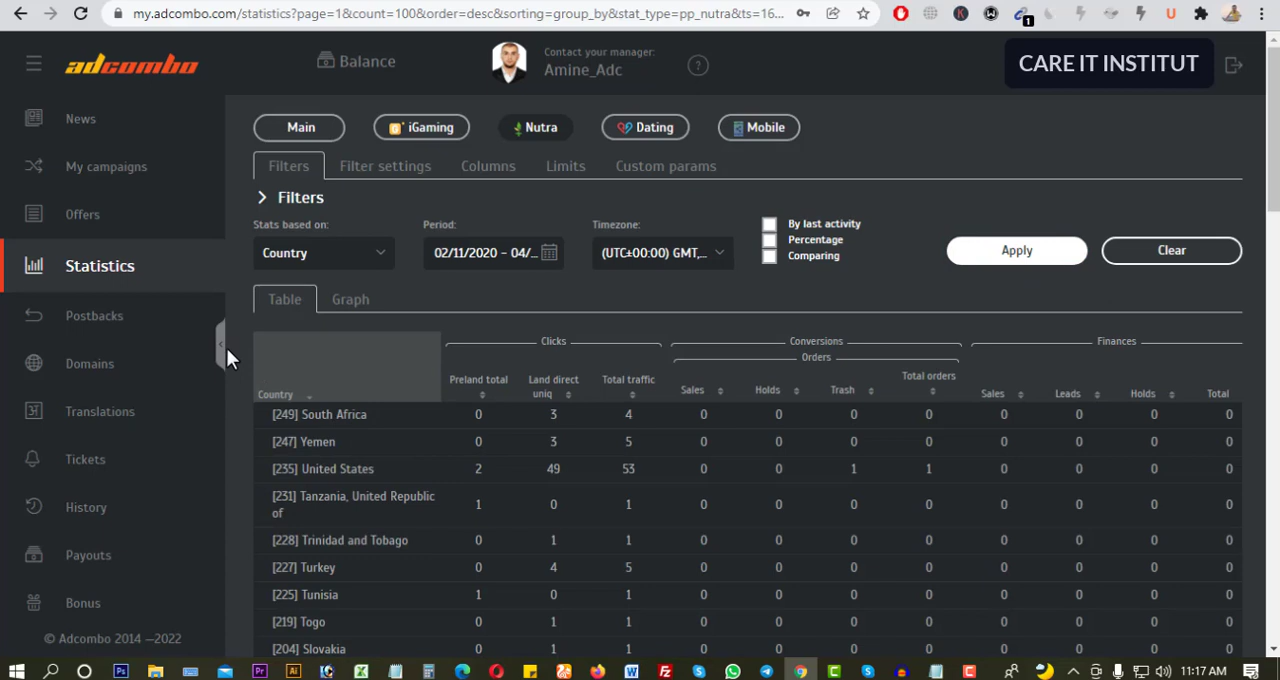 my.adcombo.com/statistics?page=1&count=100&order=desc&sorting=group_by&stat_type=pp_nutra&ts=16...
1
adcombo
Balance
Contact your manager:
Amine_Adc
?
CARE IT INSTITUT
News
My campaigns
Offers
Statistics
Postbacks
Domains
Translations
Tickets
History
Payouts
Bonus
© Adcombo 2014 —2022
Main
iGaming
Nutra
Dating
Mobile
Filters
Filter settings
Columns
Limits
Custom params
Filters
Stats based on:
Country
Period:
02/11/2020 - 04/...
Timezone:
(UTC±00:00) GMT,...
By last activity
Percentage
Comparing
Apply
Clear
Table
Graph
Clicks
Conversions
Finances
Orders
Country
Preland total
Land direct uniq
Total traffic
Sales
Holds
Trash
Total orders
Sales
Leads
Holds
Total
[249] South Africa 0 3 4 0 0 0 0 0 0 0 0
[247] Yemen 0 3 5 0 0 0 0 0 0 0 0
[235] United States 2 49 53 0 0 1 1 0 0 0 0
[231] Tanzania, United Republic
of 1 0 1 0 0 0 0 0 0 0 0
[228] Trinidad and Tobago 0 1 1 0 0 0 0 0 0 0 0
[227] Turkey 0 4 5 0 0 0 0 0 0 0 0
[225] Tunisia 1 0 1 0 0 0 0 0 0 0 0
[219] Togo 0 1 1 0 0 0 0 0 0 0 0
[204] Slovakia 0 1 1 0 0 0 0 0 0 0 0
11:17 AM